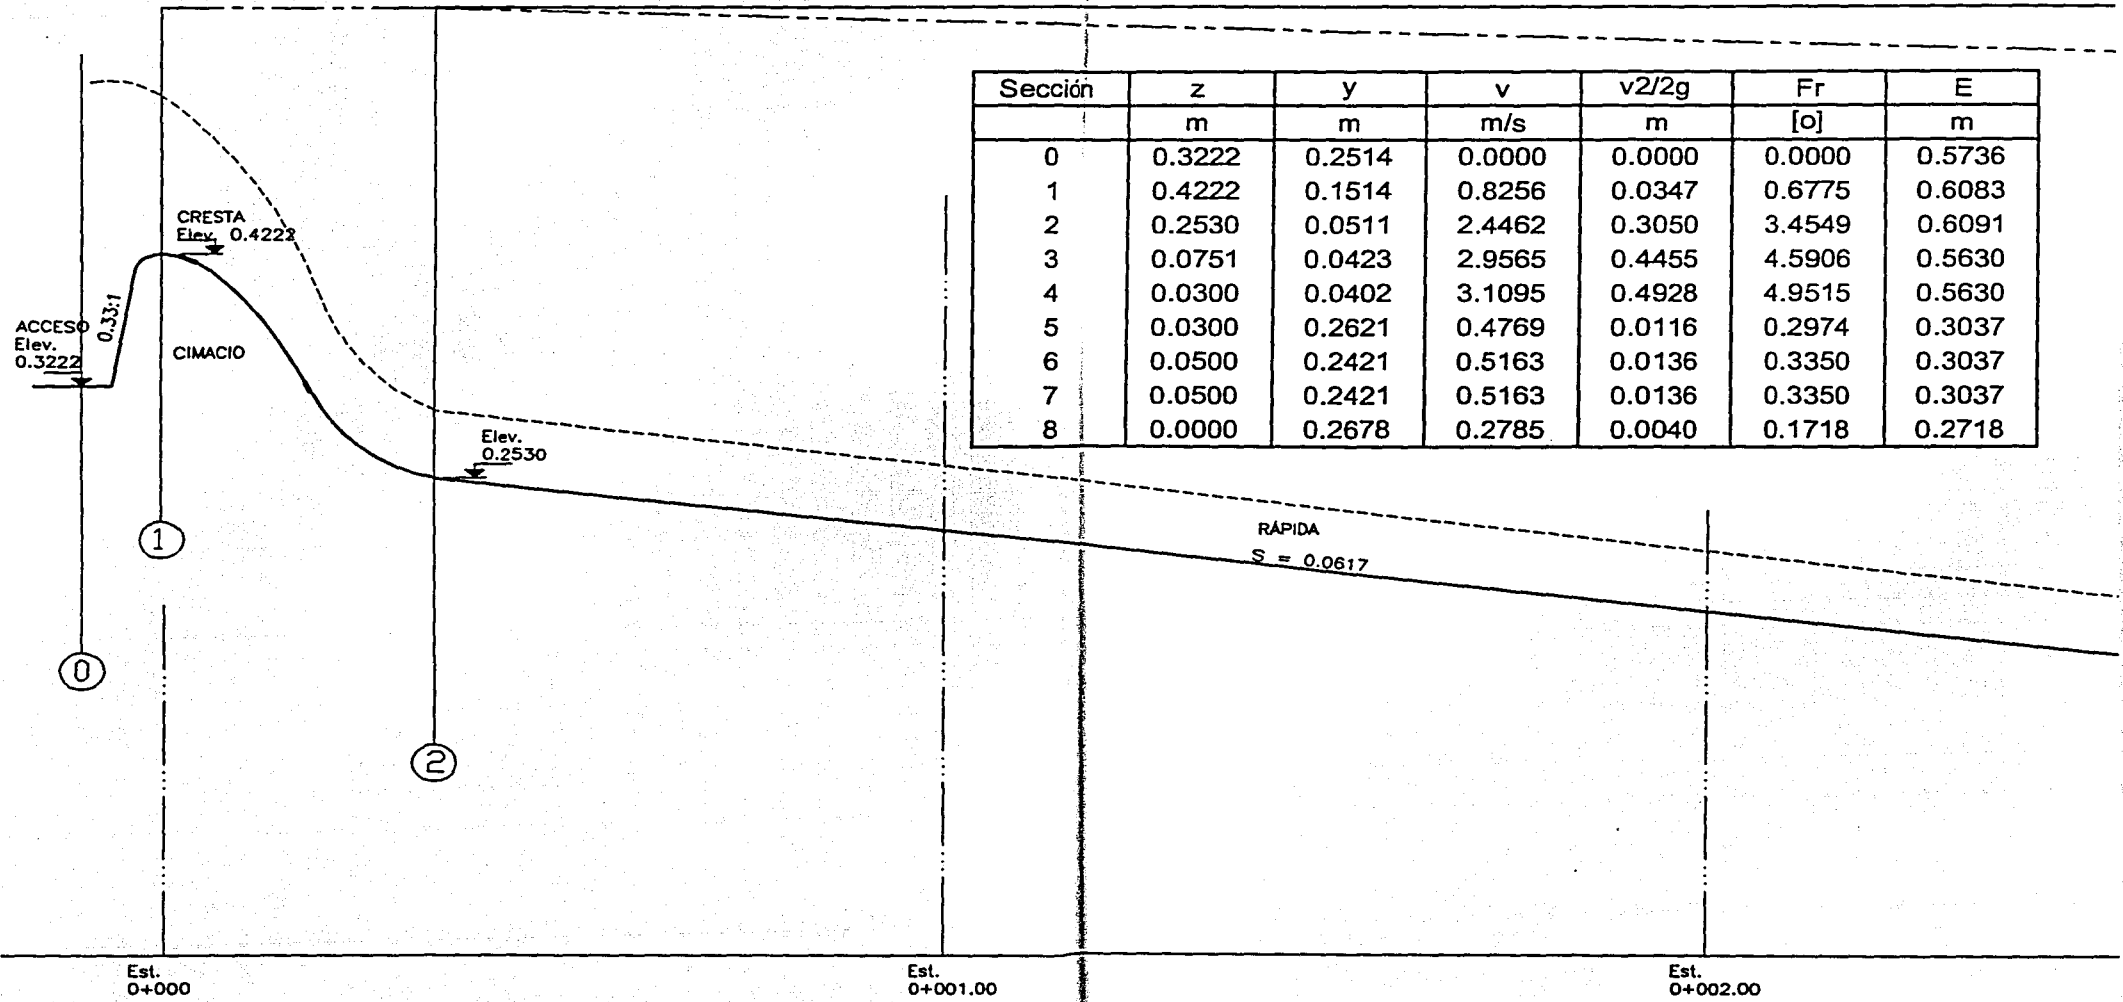 Sección z y v v2/2g Fr E
m m m/s m [o] m
0 0.3222 0.2514 0.0000 0.0000 0.0000 0.5736
1 0.4222 0.1514 0.8256 0.0347 0.6775 0.6083
2 0.2530 0.0511 2.4462 0.3050 3.4549 0.6091
3 0.0751 0.0423 2.9565 0.4455 4.5906 0.5630
4 0.0300 0.0402 3.1095 0.4928 4.9515 0.5630
5 0.0300 0.2621 0.4769 0.0116 0.2974 0.3037
6 0.0500 0.2421 0.5163 0.0136 0.3350 0.3037
7 0.0500 0.2421 0.5163 0.0136 0.3350 0.3037
8 0.0000 0.2678 0.2785 0.0040 0.1718 0.2718
CRESTA
Elev. 0.4222
ACCESO
Elev.
0.3222
0.33:1
CIMACIO
Elev.
0.2530
RÁPIDA
S = 0.0617
1
0
2
Est.
0+000
Est.
0+001.00
Est.
0+002.00